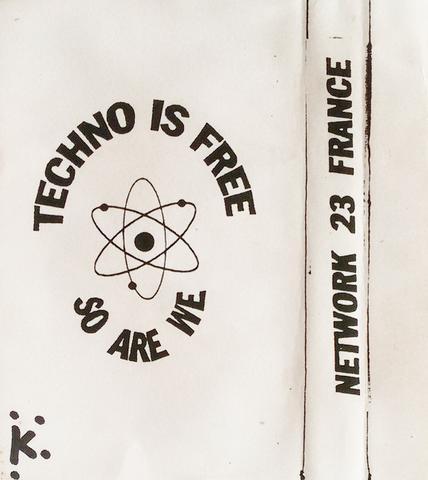 TECHNO IS FREE
SO ARE WE
NETWORK 23 FRANCE
K